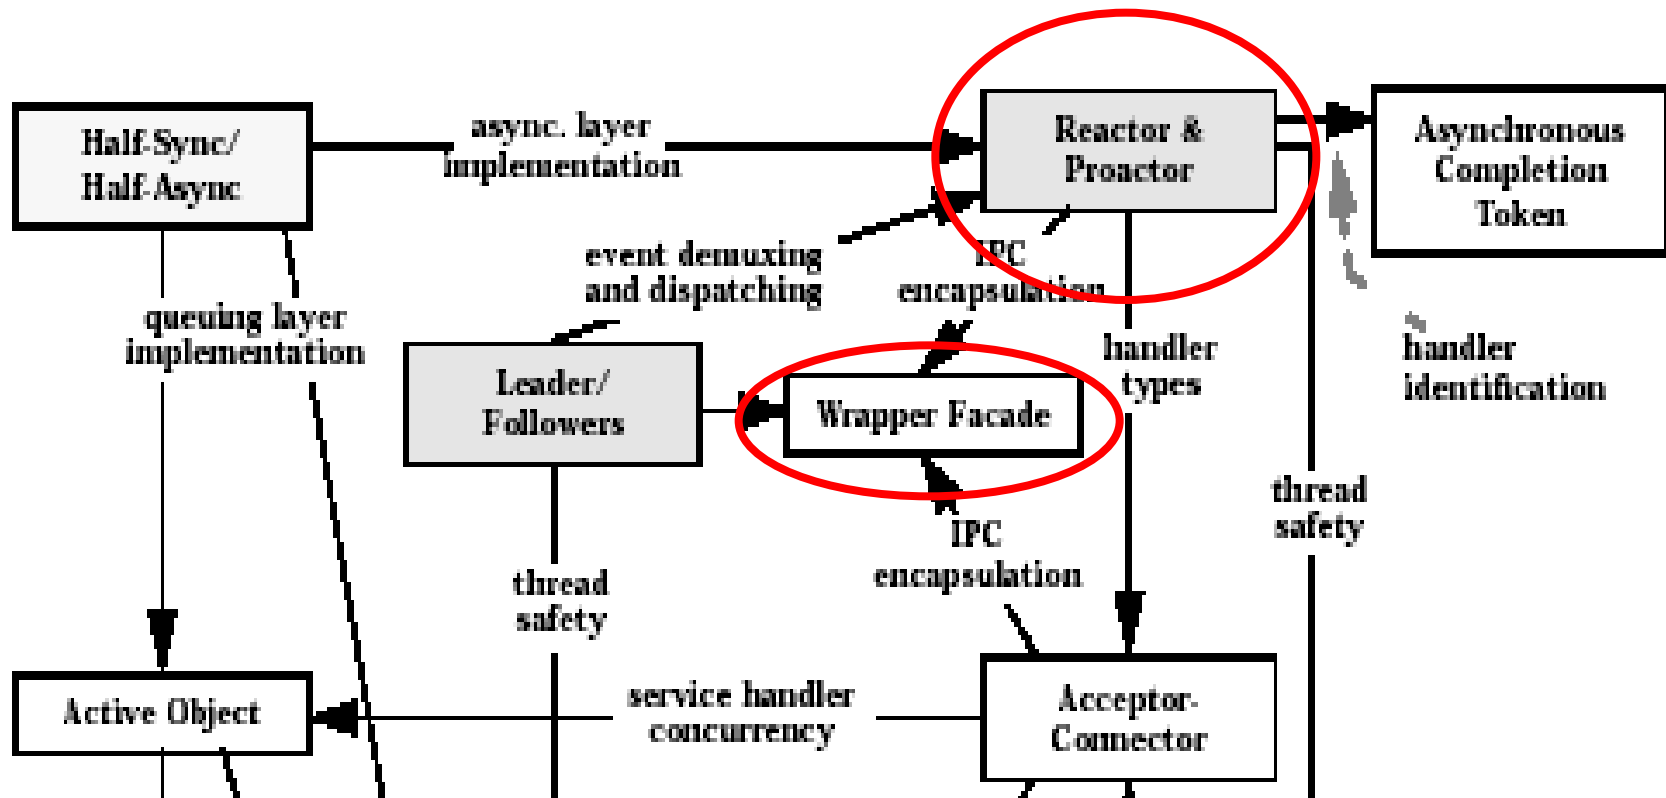 Half-Sync/
Half-Async
async. layer
implementation
Reactor &
Proactor
Asynchronous
Completion
Token
event demuxing
and dispatching
IPC
encapsulation
queuing layer
implementation
handler
types
handler
identification
Leader/
Followers
Wrapper Facade
thread
safety
IPC
encapsulation
thread
safety
Active Object
service handler
concurrency
Acceptor-
Connector